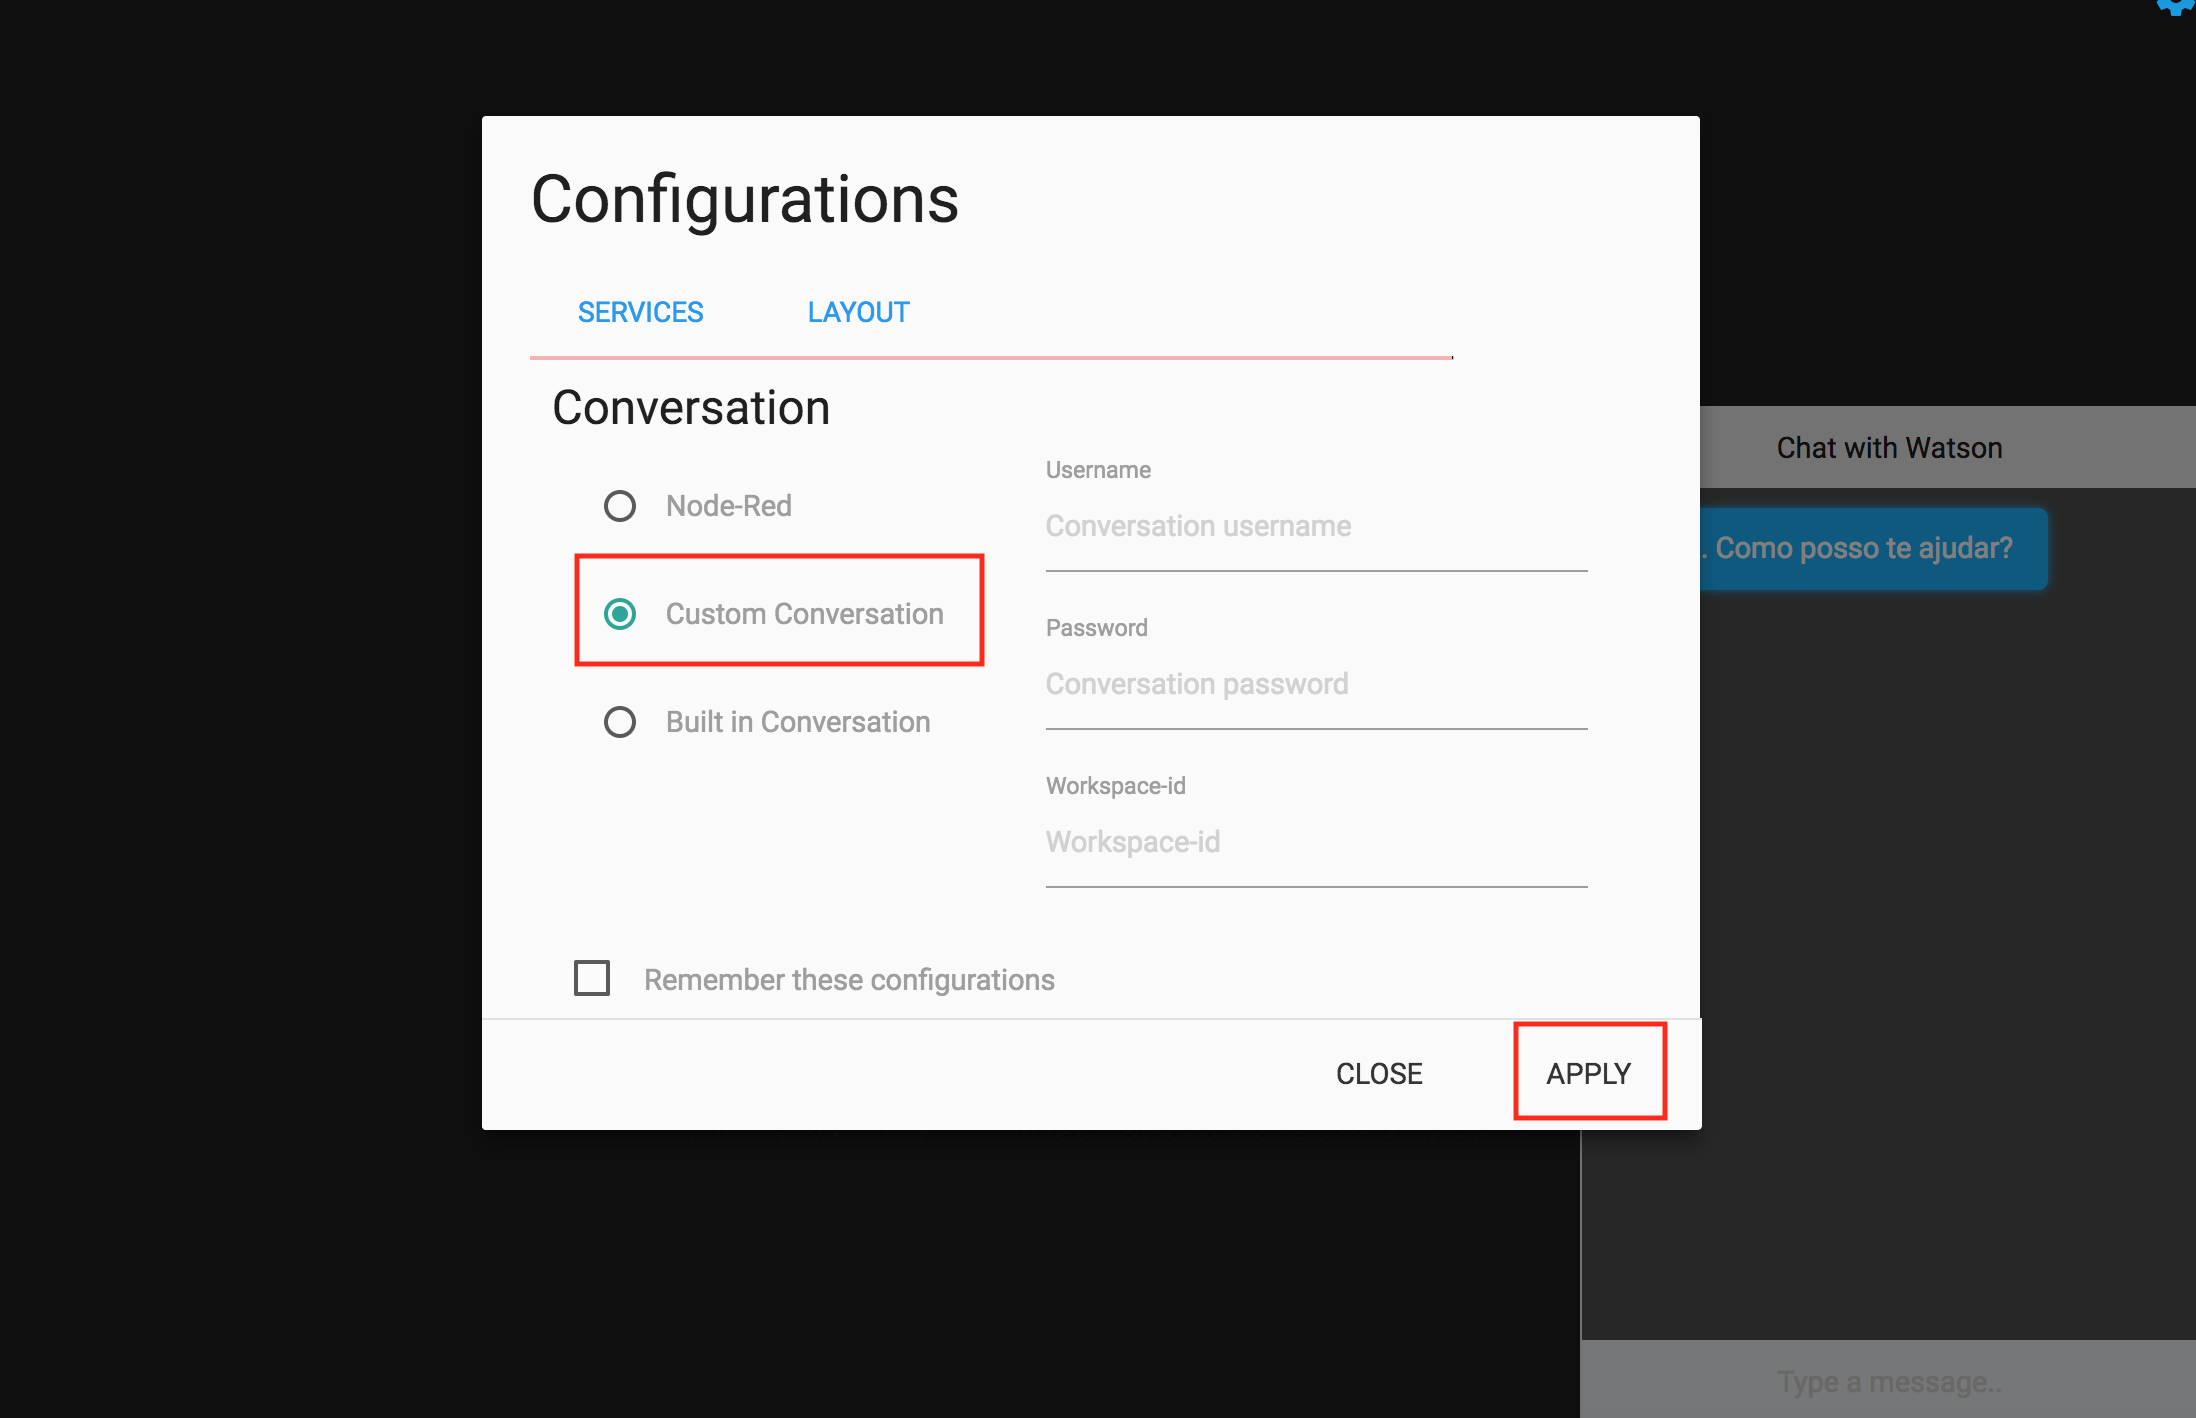 Configurations
SERVICES LAYOUT
Conversation
Node-Red
Custom Conversation
Built in Conversation
Username
Conversation username
Password
Conversation password
Workspace-id
Workspace-id
Remember these configurations
CLOSE APPLY
Chat with Watson
. Como posso te ajudar?
Type a message..